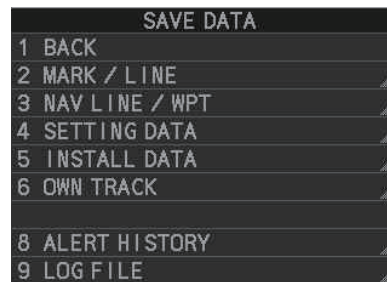 SAVE DATA
1 BACK
2 MARK / LINE
3 NAV LINE / WPT
4 SETTING DATA
5 INSTALL DATA
6 OWN TRACK
8 ALERT HISTORY
9 LOG FILE